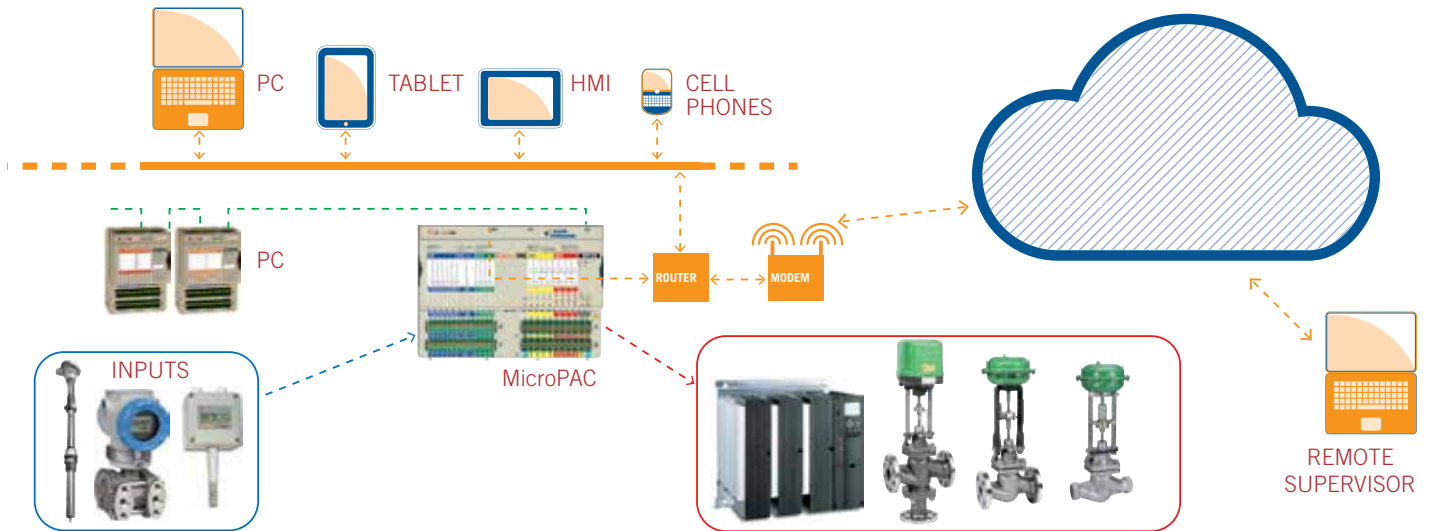 PC
TABLET
HMI
CELL
PHONES
PC
ROUTER
MODEM
INPUTS
MicroPAC
REMOTE
SUPERVISOR